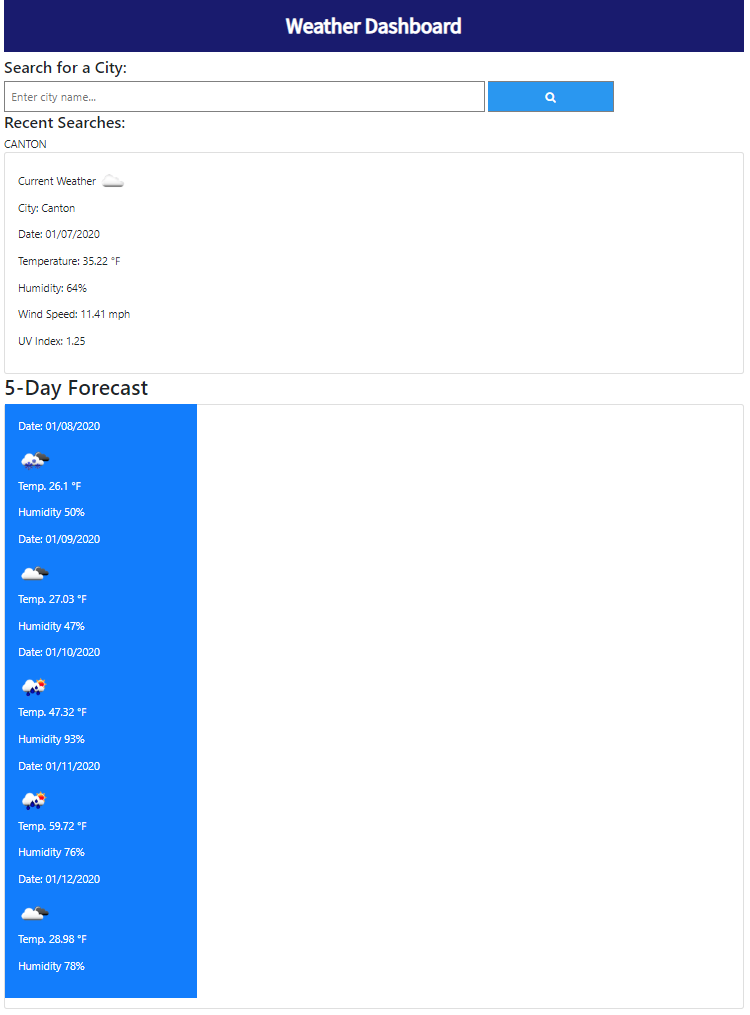 Weather Dashboard
Search for a City:
Enter city name...
Recent Searches:
CANTON
Current Weather
City: Canton
Date: 01/07/2020
Temperature: 35.22 °F
Humidity: 64%
Wind Speed: 11.41 mph
UV Index: 1.25
5-Day Forecast
Date: 01/08/2020
Temp. 26.1 °F
Humidity 50%
Date: 01/09/2020
Temp. 27.03 °F
Humidity 47%
Date: 01/10/2020
Temp. 47.32 °F
Humidity 93%
Date: 01/11/2020
Temp. 59.72 °F
Humidity 76%
Date: 01/12/2020
Temp. 28.98 °F
Humidity 78%